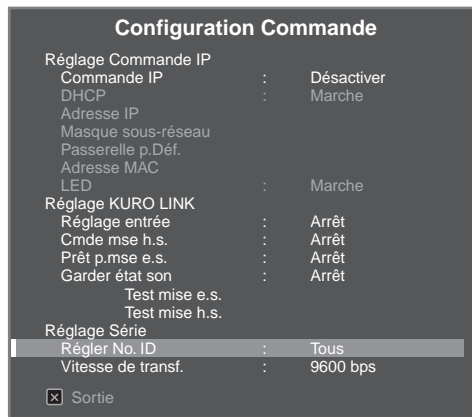 Configuration Commande
Réglage Commande IP
Commande IP : Désactiver
DHCP : Marche
Adresse IP
Masque sous-réseau
Passerelle p.Déf.
Adresse MAC
LED : Marche
Réglage KURO LINK
Réglage entrée : Arrêt
Cmde mse h.s. : Arrêt
Prêt p.mse e.s. : Arrêt
Garder état son : Arrêt
Test mise e.s.
Test mise h.s.
Réglage Série
Régler No. ID : Tous
Vitesse de transf. : 9600 bps
Sortie